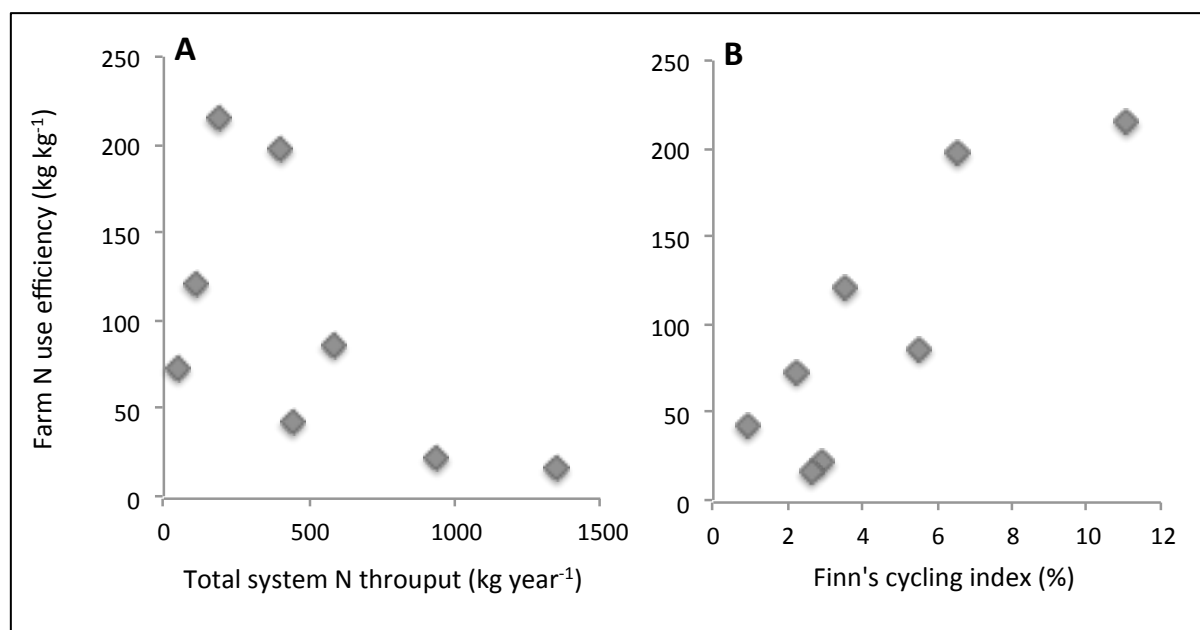 A
250
200
150
100
50
0
0 500 1000 1500
Total system N throuput (kg year⁻¹)
Farm N use efficiency (kg kg⁻¹)
B
250
200
150
100
50
0
0 2 4 6 8 10 12
Finn's cycling index (%)